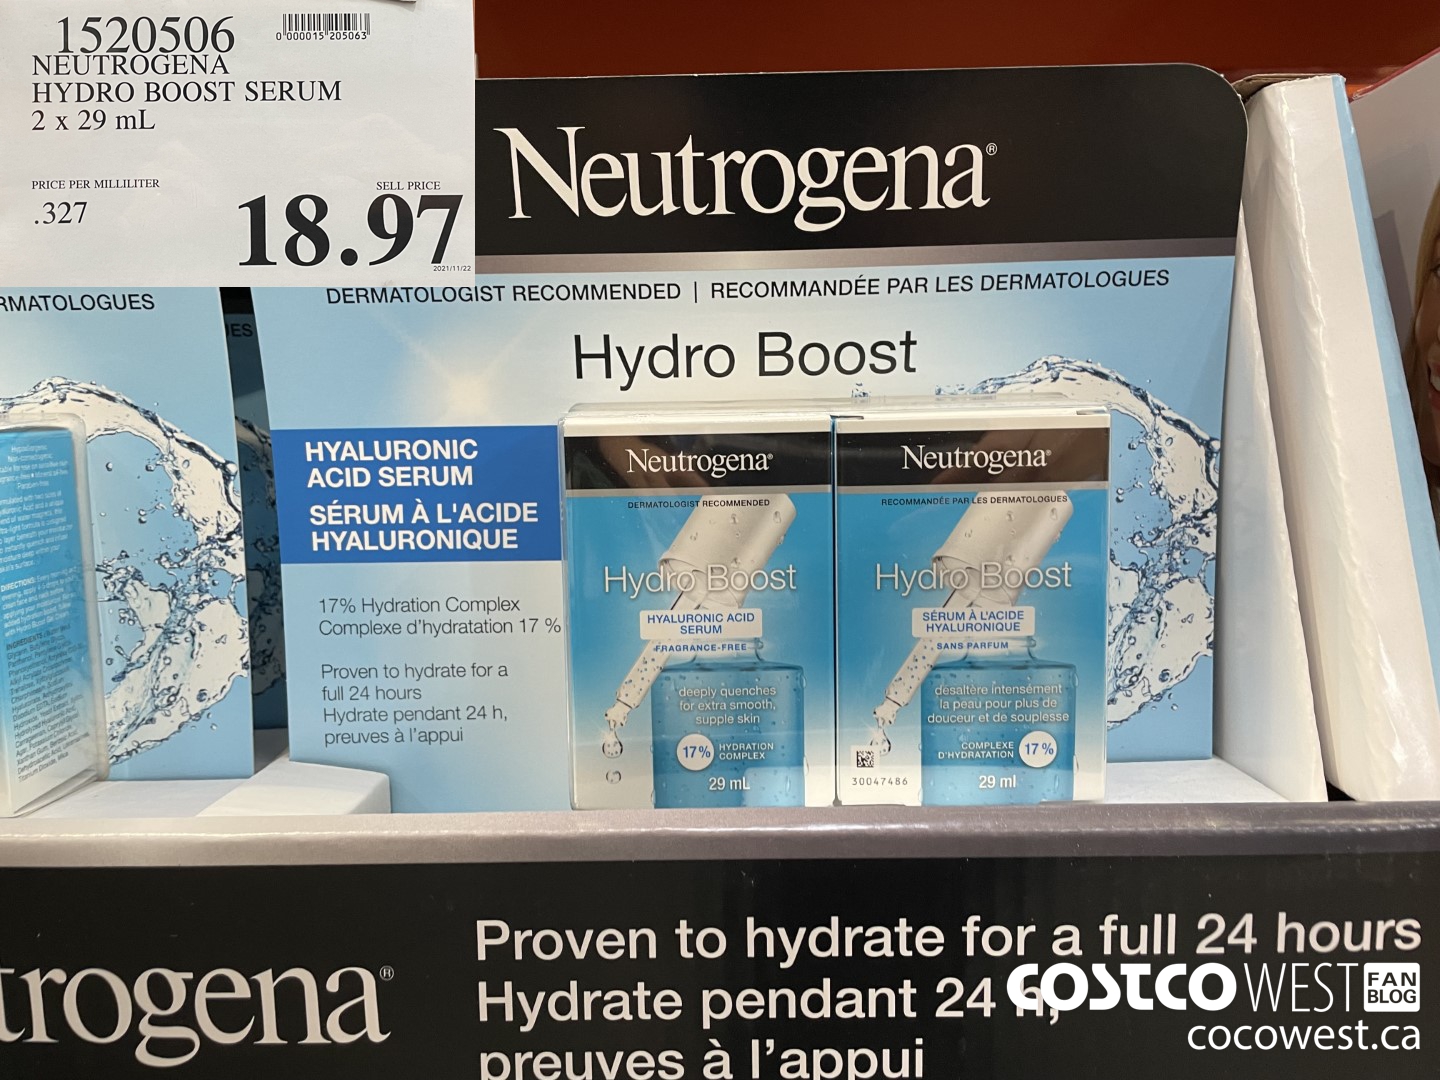 1520506
0"000015"205063"
NEUTROGENA
HYDRO BOOST SERUM
2 x 29 mL
PRICE PER MILLILITER
.327
SELL PRICE
18.97
2021/11/22
Neutrogena®
RMATOLOGUES
ES
DERMATOLOGIST RECOMMENDED | RECOMMANDÉE PAR LES DERMATOLOGUES
Hydro Boost
HYALURONIC
ACID SERUM
SÉRUM À L'ACIDE
HYALURONIQUE
17% Hydration Complex
Complexe d'hydratation 17 %
Proven to hydrate for a
full 24 hours
Hydrate pendant 24 h,
preuves à l'appui
Neutrogena®
DERMATOLOGIST RECOMMENDED
Hydro Boost
HYALURONIC ACID
SERUM
FRAGRANCE-FREE
deeply quenches
for extra smooth,
supple skin
17% HYDRATION
COMPLEX
29 mL
Neutrogena®
RECOMMANDÉE PAR LES DERMATOLOGUES
Hydro Boost
SÉRUM À L'ACIDE
HYALURONIQUE
SANS PARFUM
désaltère intensément
la peau pour plus de
douceur et de souplesse
COMPLEXE
D'HYDRATATION 17%
30047486
29 ml
trogena®
Proven to hydrate for a full 24 hours
Hydrate pendant 24 h,
preuves à l'appui
COSTCO WEST FAN
BLOG
cocowest.ca